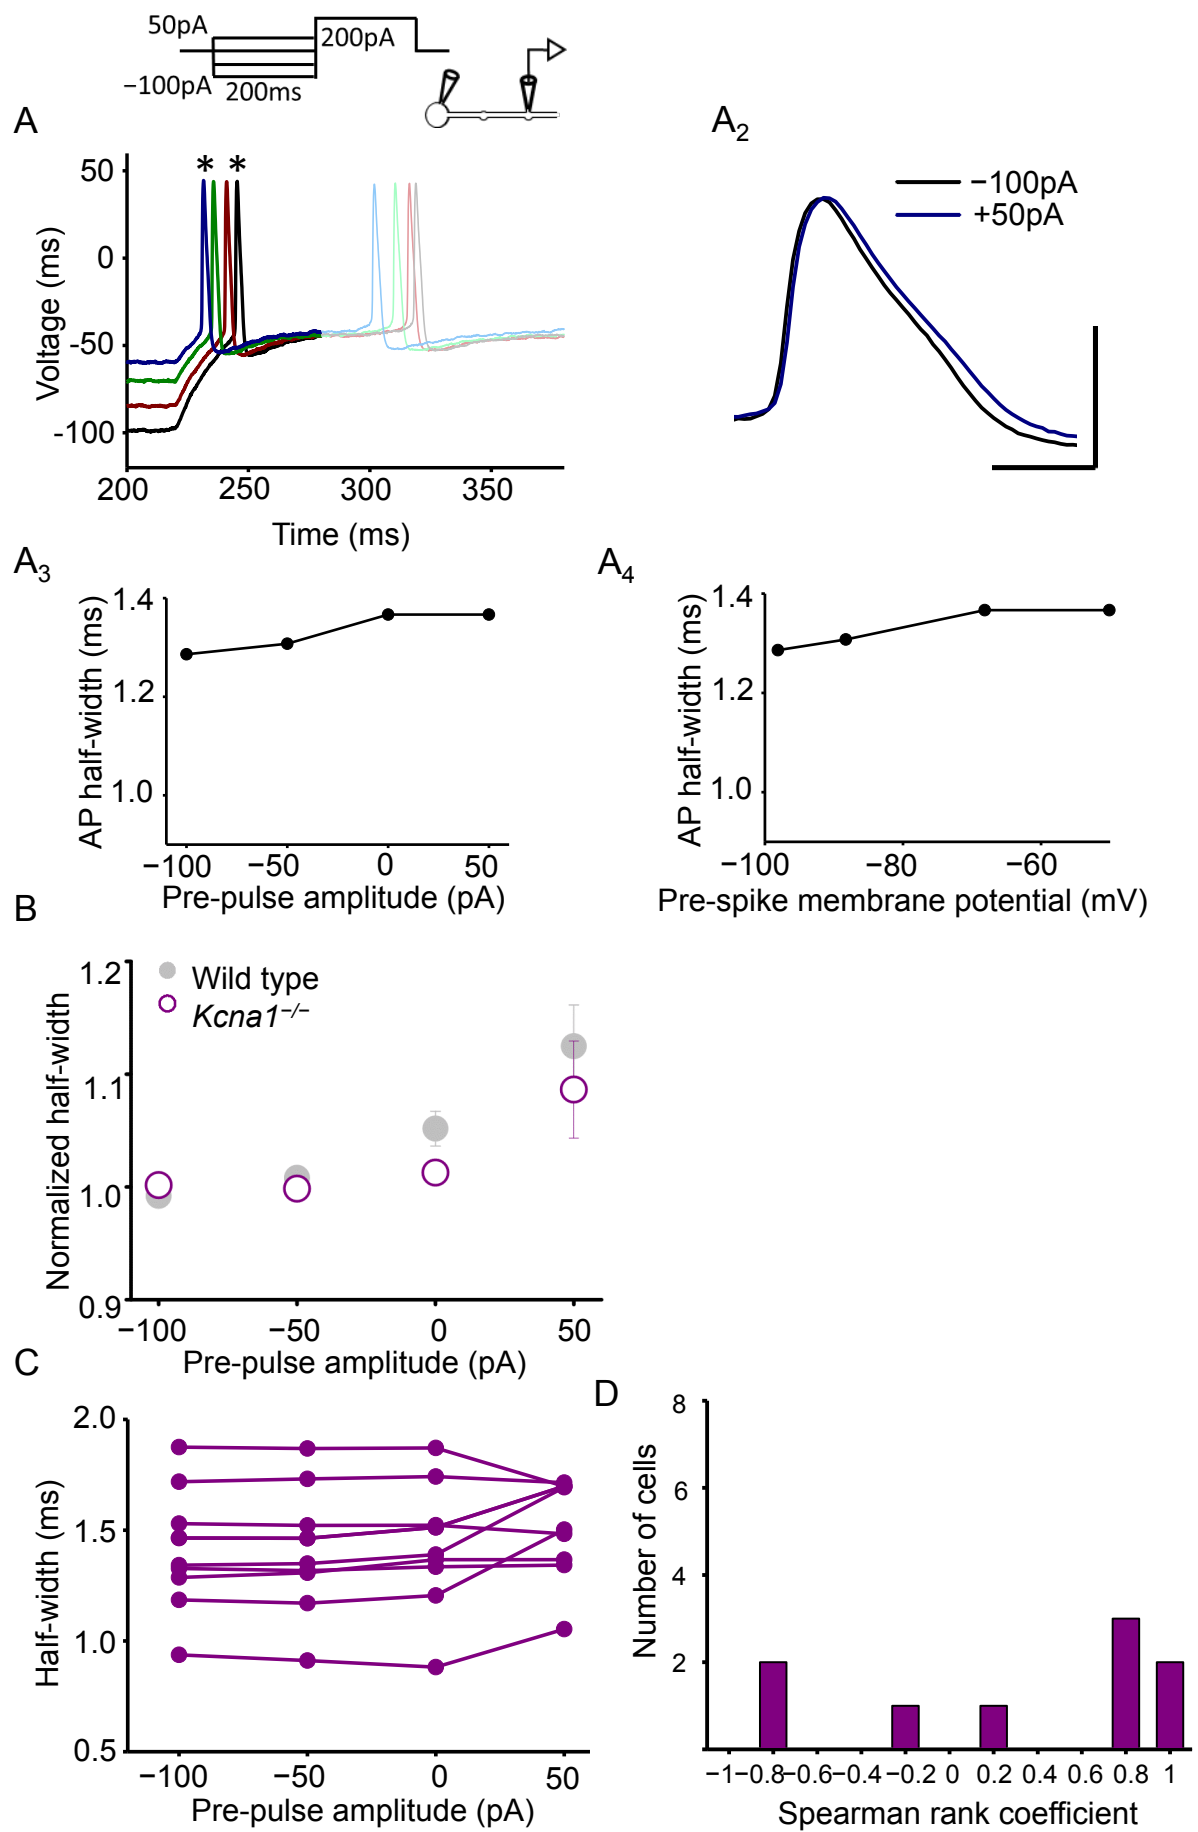 50pA
200pA
−100pA
200ms
A
* *
50
0
-50
-100
Voltage (ms)
200 250 300 350
Time (ms)
A2
−100pA
+50pA
A3
1.4
1.2
1.0
AP half-width (ms)
−100 −50 0 50
Pre-pulse amplitude (pA)
A4
1.4
1.2
1.0
AP half-width (ms)
−100 −80 −60
Pre-spike membrane potential (mV)
B
1.2
1.1
1.0
0.9
Normalized half-width
Wild type
Kcna1−/−
−100 −50 0 50
Pre-pulse amplitude (pA)
C
2.0
1.5
1.0
0.5
Half-width (ms)
−100 −50 0 50
Pre-pulse amplitude (pA)
D
8
6
4
2
Number of cells
−1 −0.8 −0.6 −0.4 −0.2 0 0.2 0.4 0.6 0.8 1
Spearman rank coefficient